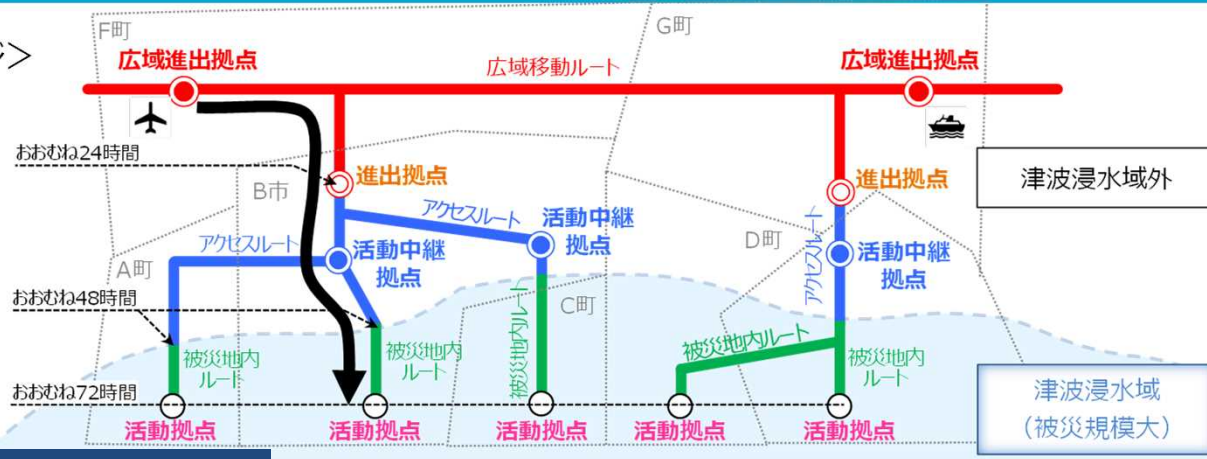 F町
G町
ジ＞
広域進出拠点
広域移動ルート
広域進出拠点
おおむね24時間
B市
進出拠点
進出拠点
津波浸水域外
アクセスルート
活動中継
拠点
アクセスルート
A町
活動中継
拠点
D町
アクセスルート
活動中継
拠点
おおむね48時間
C町
被災地内
ルート
被災地内
ルート
被災地内ルート
被災地内ルート
被災地内
ルート
おおむね72時間
津波浸水域
（被災規模大）
活動拠点
活動拠点
活動拠点
活動拠点
活動拠点